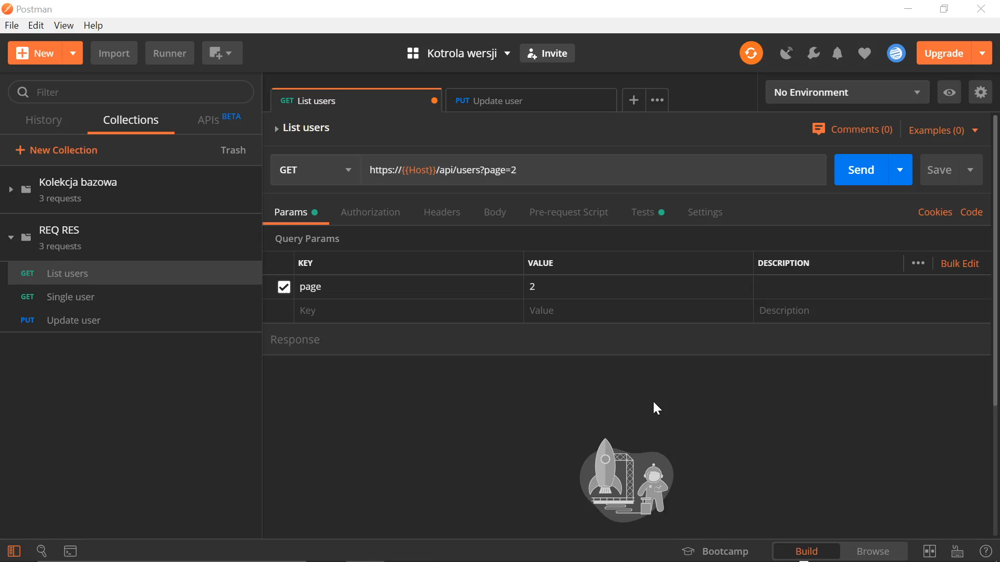 Postman
File Edit View Help
New Import Runner Kotrola wersji Invite Upgrade
Filter
History Collections APIs BETA
New Collection Trash
Kolekcja bazowa
3 requests
REQ RES
3 requests
GET List users
GET Single user
PUT Update user
GET List users PUT Update user No Environment
List users Comments (0) Examples (0)
GET https://{{Host}}/api/users?page=2 Send Save
Params Authorization Headers Body Pre-request Script Tests Settings Cookies Code
Query Params
KEY VALUE DESCRIPTION Bulk Edit
page 2
Key Value Description
Response
Bootcamp Build Browse